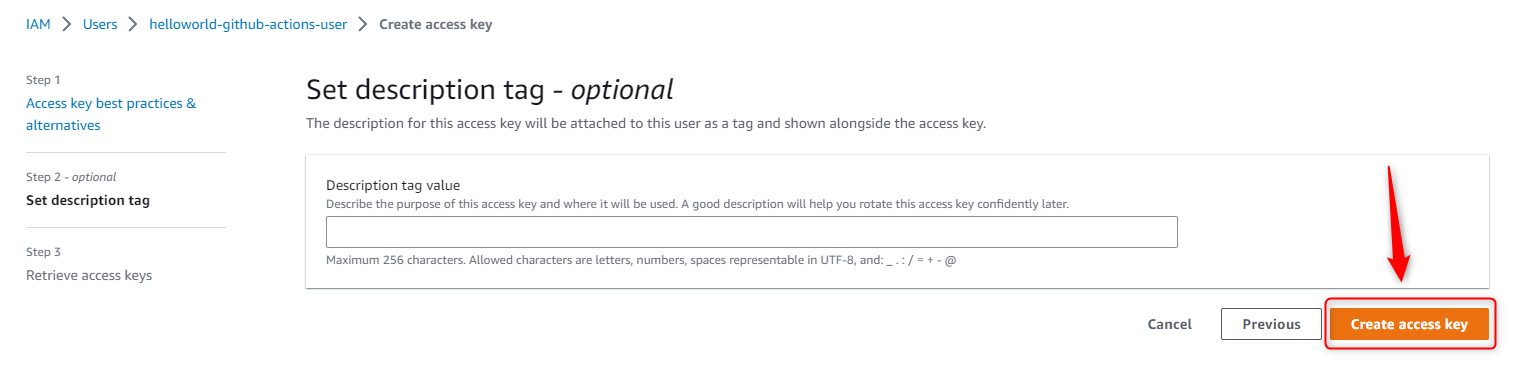 IAM > Users > helloworld-github-actions-user > Create access key
Step 1
Access key best practices &
alternatives
Step 2 - optional
Set description tag
Step 3
Retrieve access keys
Set description tag - optional
The description for this access key will be attached to this user as a tag and shown alongside the access key.
Description tag value
Describe the purpose of this access key and where it will be used. A good description will help you rotate this access key confidently later.
Maximum 256 characters. Allowed characters are letters, numbers, spaces representable in UTF-8, and: _ . : / = + - @
Cancel
Previous
Create access key